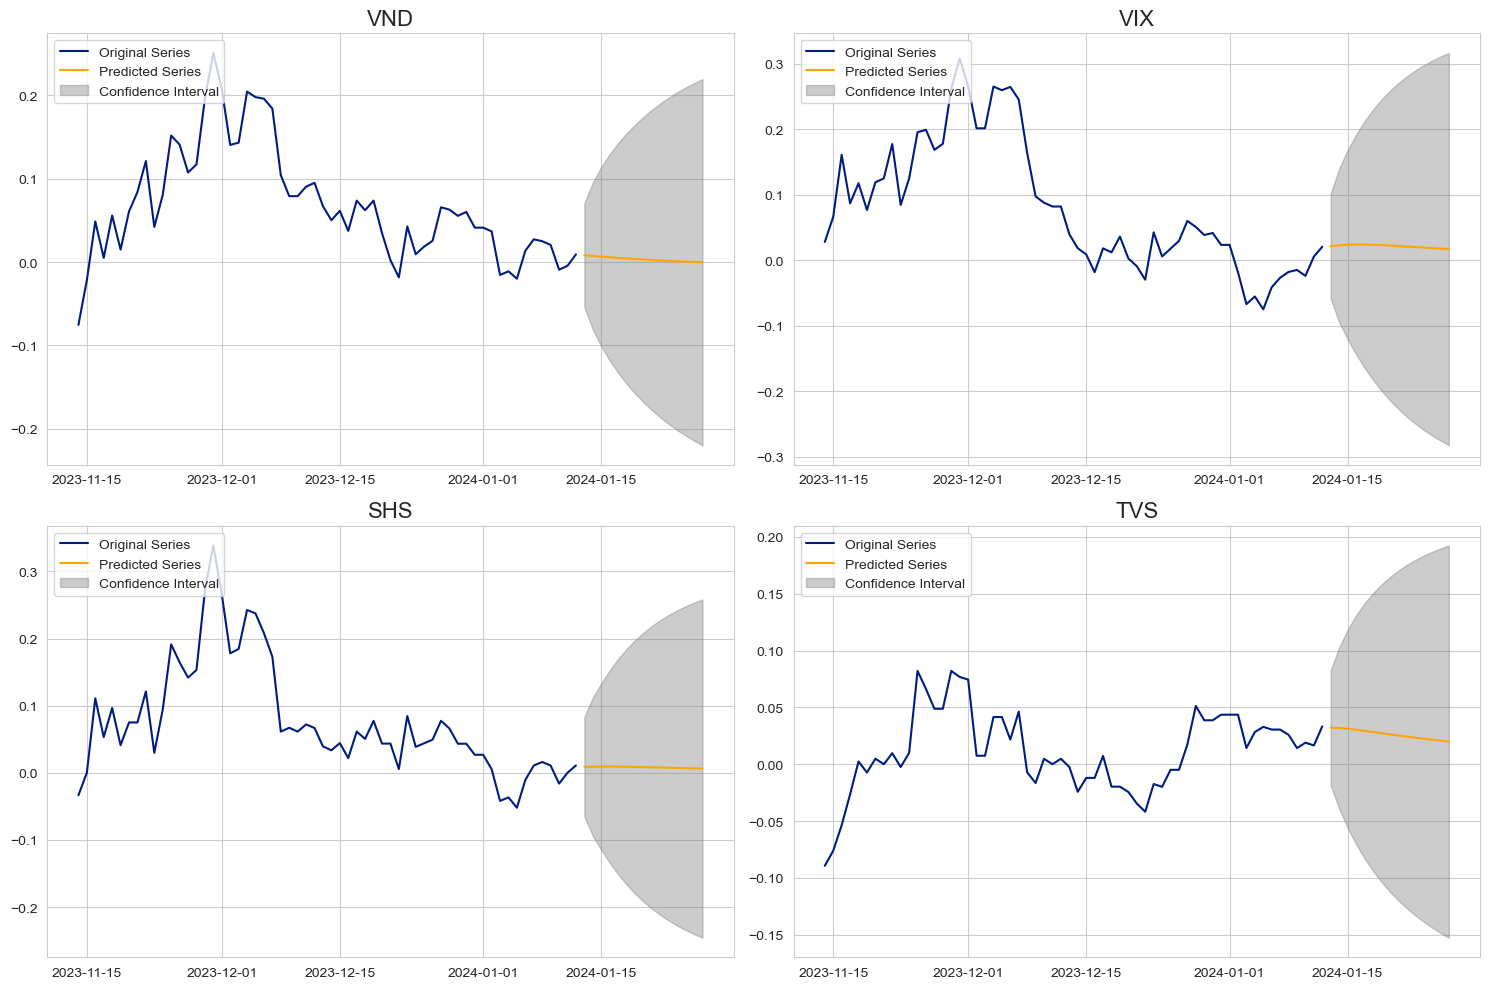 VND
Original Series
Predicted Series
Confidence Interval
0.2
0.1
0.0
−0.1
−0.2
2023-11-15 2023-12-01 2023-12-15 2024-01-01 2024-01-15
VIX
Original Series
Predicted Series
Confidence Interval
0.3
0.2
0.1
0.0
−0.1
−0.2
−0.3
2023-11-15 2023-12-01 2023-12-15 2024-01-01 2024-01-15
SHS
Original Series
Predicted Series
Confidence Interval
0.3
0.2
0.1
0.0
−0.1
−0.2
2023-11-15 2023-12-01 2023-12-15 2024-01-01 2024-01-15
TVS
Original Series
Predicted Series
Confidence Interval
0.20
0.15
0.10
0.05
0.00
−0.05
−0.10
−0.15
2023-11-15 2023-12-01 2023-12-15 2024-01-01 2024-01-15